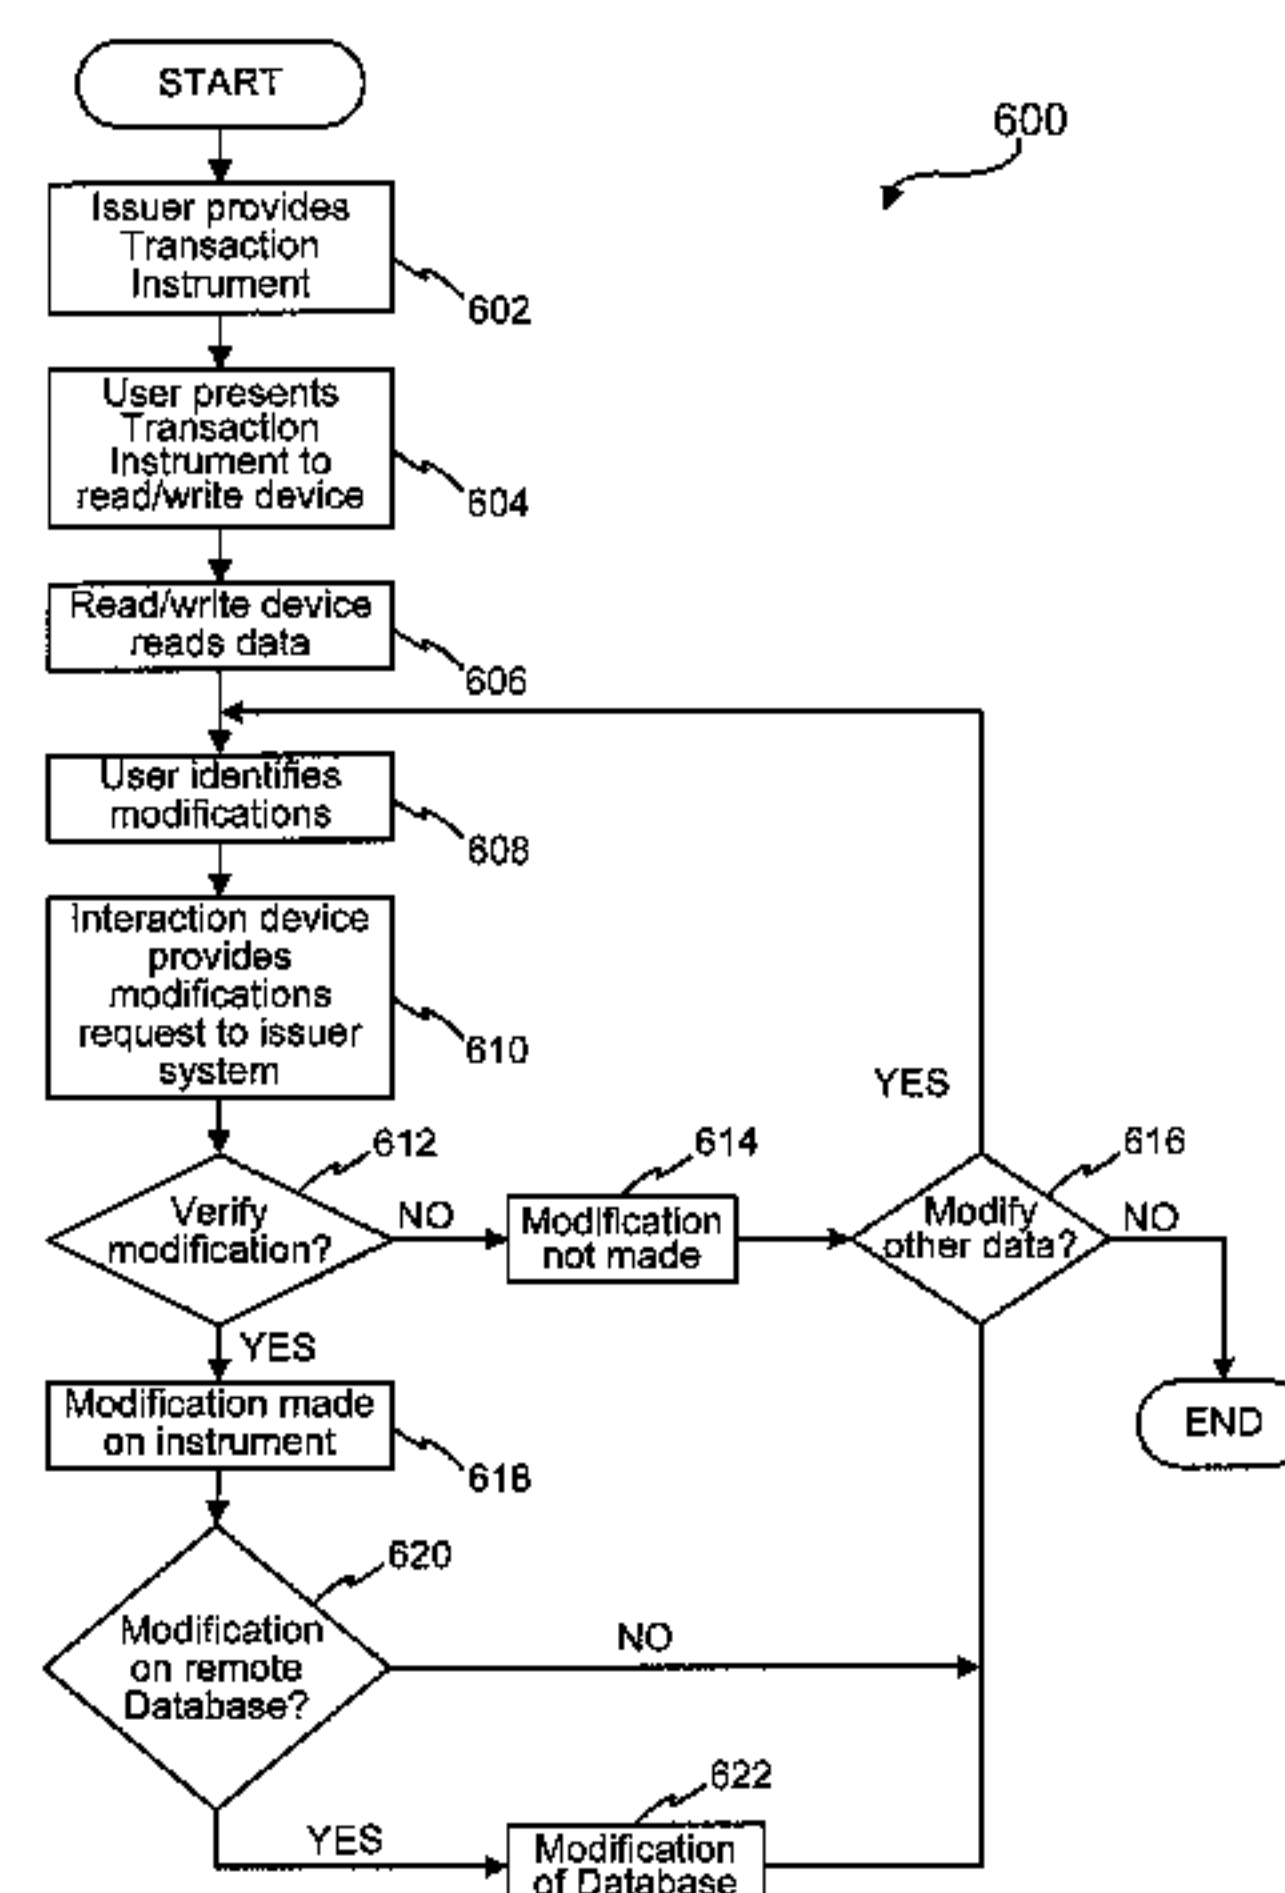 START
600
Issuer provides
Transaction
Instrument
602
User presents
Transaction
Instrument to
read/write device
604
Read/write device
reads data
606
User identifies
modifications
608
Interaction device
provides
modifications
request to issuer
system
610
YES
612
614
616
Verify
modification?
NO
Modification
not made
Modify
other data?
NO
YES
Modification made
on instrument
618
END
620
Modification
on remote
Database?
NO
622
YES
Modification
of Database